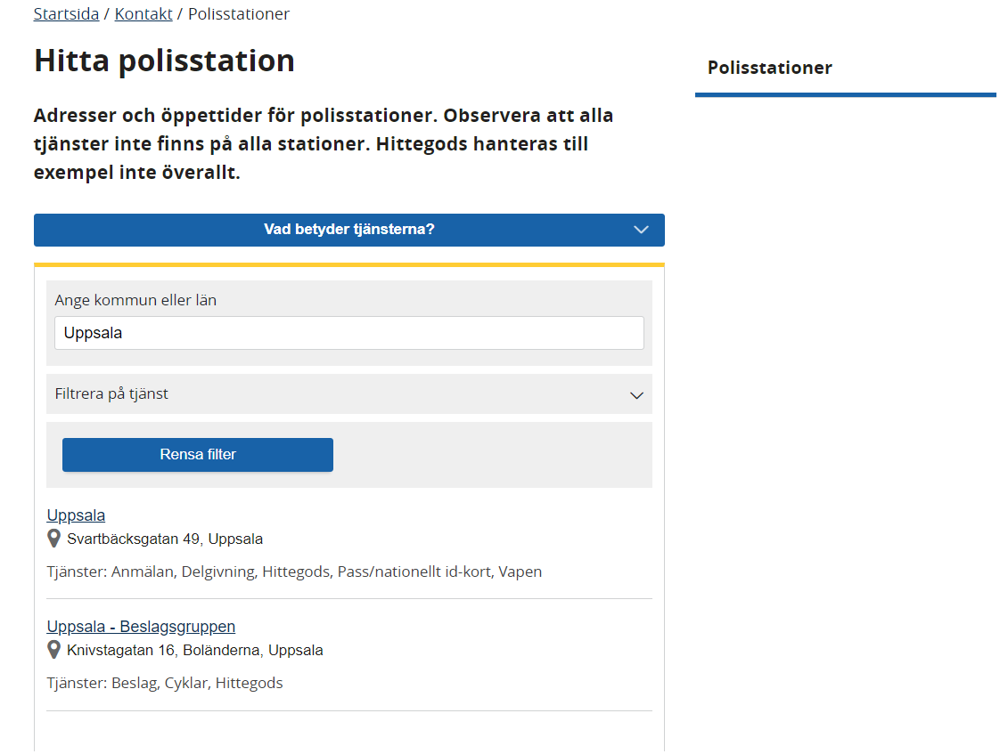 Startsida / Kontakt / Polisstationer
Hitta polisstation
Polisstationer
Adresser och öppettider för polisstationer. Observera att alla
tjänster inte finns på alla stationer. Hittegods hanteras till
exempel inte överallt.
Vad betyder tjänsterna?
Ange kommun eller län
Uppsala
Filtrera på tjänst
Rensa filter
Uppsala
Svartbäcksgatan 49, Uppsala
Tjänster: Anmälan, Delgivning, Hittegods, Pass/nationellt id-kort, Vapen
Uppsala - Beslagsgruppen
Knivstagatan 16, Boländerna, Uppsala
Tjänster: Beslag, Cyklar, Hittegods